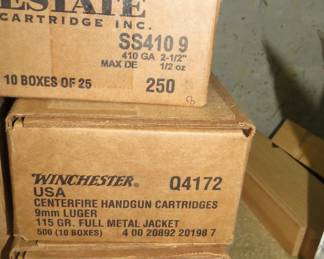 ESTATE
CARTRIDGE INC.
SS410 9
410 GA 2-1/2"
MAX DE 1/2 oz
10 BOXES OF 25 250
WINCHESTER® Q4172
USA
CENTERFIRE HANDGUN CARTRIDGES
9mm LUGER
115 GR. FULL METAL JACKET
500 (10 BOXES) 4 00 20892 20198 7